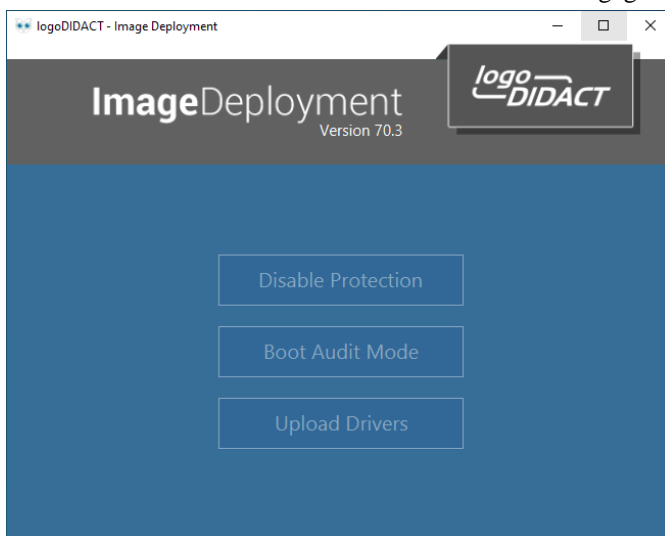 logoDIDACT - Image Deployment
logo
DIDACT
ImageDeployment
Version 70.3
Disable Protection
Boot Audit Mode
Upload Drivers